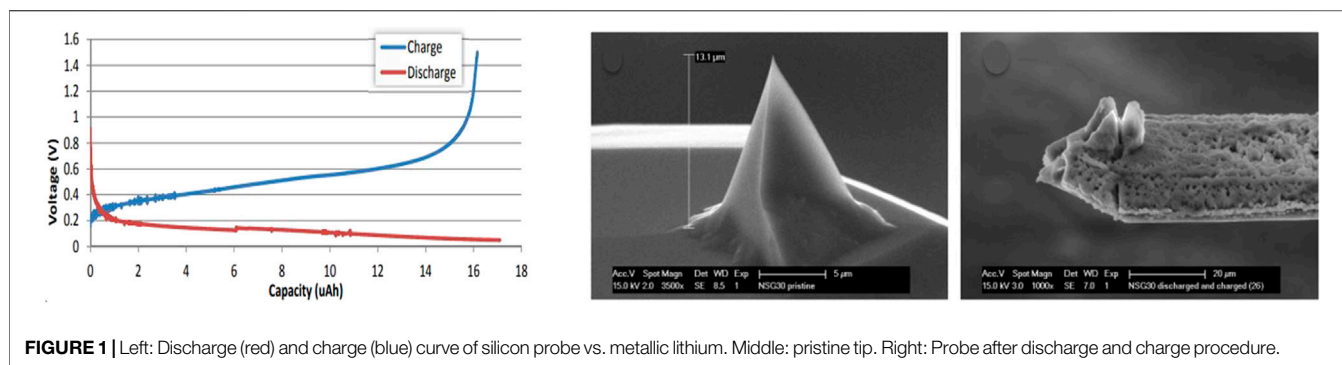 1.6
1.4
1.2
1
0.8
0.6
0.4
0.2
0
Voltage (V)
Charge
Discharge
0 2 4 6 8 10 12 14 16 18
Capacity (uAh)
13.1 µm
Acc.V Spot Magn Det WD Exp 5 µm
15.0 kV 2.0 3500x SE 8.5 1 NSG30 pristine
Acc.V Spot Magn Det WD Exp 20 µm
15.0 kV 3.0 1000x SE 7.0 1 NSG30 discharged and charged (26)
FIGURE 1 | Left: Discharge (red) and charge (blue) curve of silicon probe vs. metallic lithium. Middle: pristine tip. Right: Probe after discharge and charge procedure.